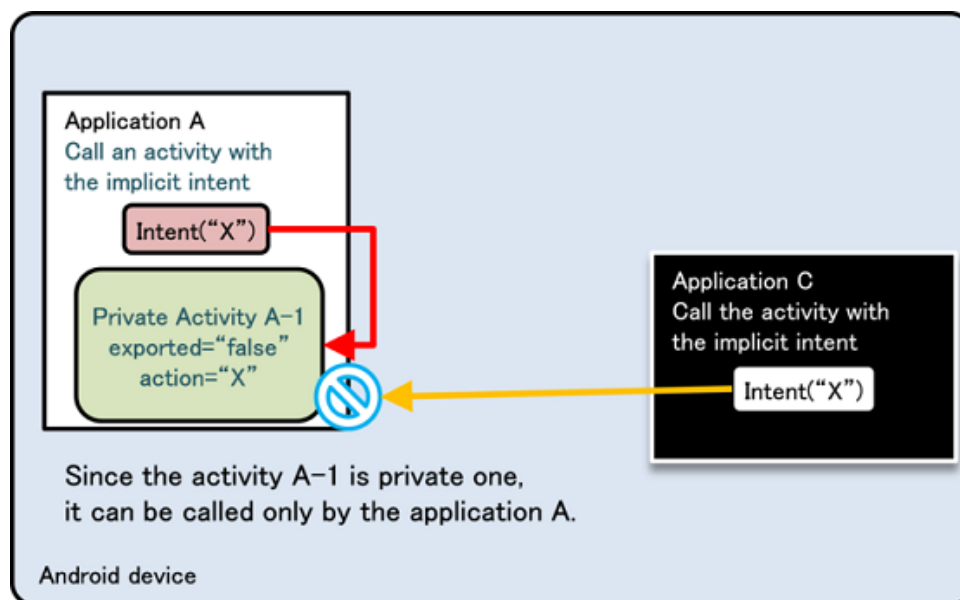 Application A
Call an activity with
the implicit intent
Intent(“X”)
Private Activity A-1
exported=“false”
action=“X”
Application C
Call the activity with
the implicit intent
Intent(“X”)
Since the activity A-1 is private one,
it can be called only by the application A.
Android device